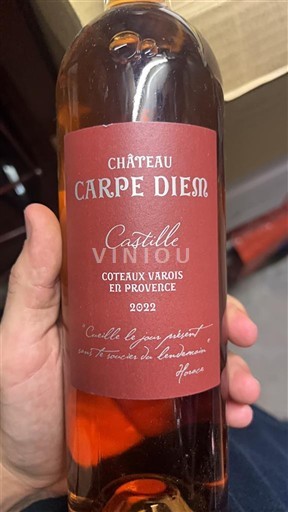 CHÂTEAU
CARPE DIEM
Castille
VINIOU
COTEAUX VAROIS
EN PROVENCE
2022
"Cueille le jour présent
sans te soucier du lendemain"
Horace